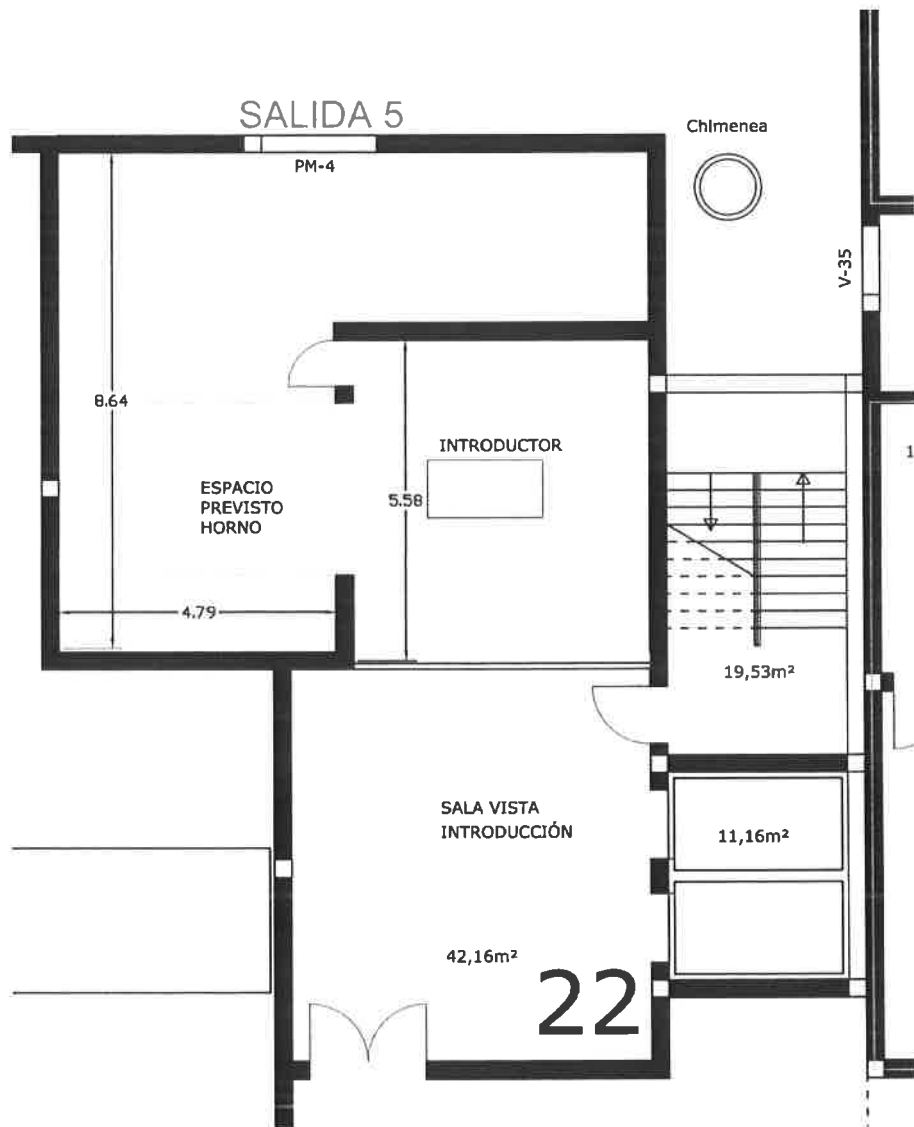 SALIDA 5
Chimenea
PM-4
V-35
8.64
INTRODUCTOR
1
ESPACIO
PREVISTO
HORNO
5.58
4.79
19,53m²
SALA VISTA
INTRODUCCIÓN
11,16m²
42,16m²
22